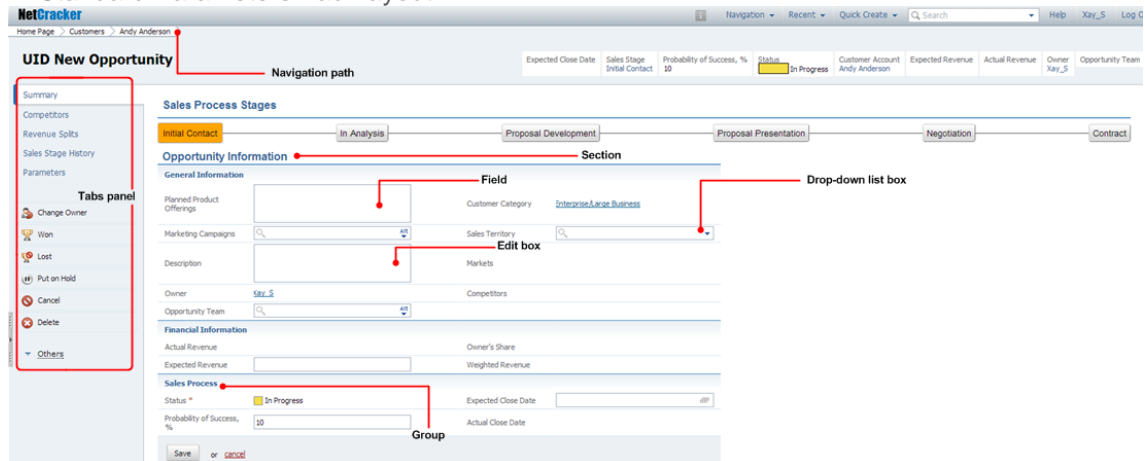 NetCracker
Navigation Recent Quick Create Search Help Xay_S Log O
Home Page > Customers > Andy Anderson
UID New Opportunity
Expected Close Date Sales Stage Probability of Success, % Status Customer Account Expected Revenue Actual Revenue Owner Opportunity Team
Initial Contact 10 In Progress Andy Anderson Xay_S
Navigation path
Summary
Competitors
Revenue Splits
Sales Stage History
Parameters
Tabs panel
Change Owner
Won
Lost
Put on Hold
Cancel
Delete
Others
Sales Process Stages
Initial Contact In Analysis Proposal Development Proposal Presentation Negotiation Contract
Opportunity Information Section
General Information
Field Drop-down list box
Planned Product
Offerings
Customer Category Enterprise/Large Business
Marketing Campaigns Sales Territory
Edit box
Description Markets
Owner Xay_S Competitors
Opportunity Team
Financial Information
Actual Revenue Owner's Share
Expected Revenue Weighted Revenue
Sales Process
Status * In Progress Expected Close Date
Probability of Success,
%
10 Actual Close Date
Group
Save or cancel